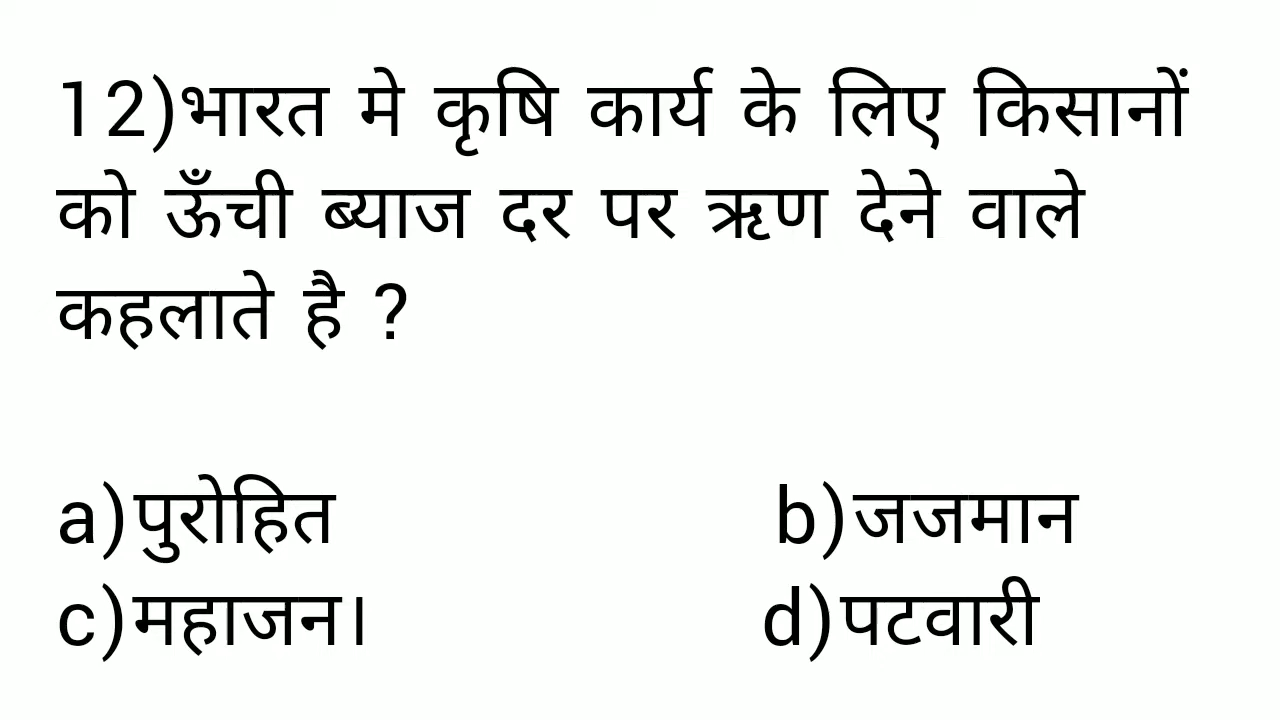 12)भारत मे कृषि कार्य के लिए किसानों
को ऊँची ब्याज दर पर ऋण देने वाले
कहलाते है ?
a)पुरोहित b)जजमान
c)महाजन। d)पटवारी